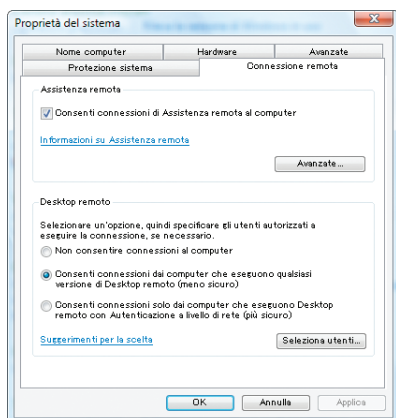 Proprietà del sistema
Nome computer
Hardware
Avanzate
Protezione sistema
Connessione remota
Assistenza remota
Consenti connessioni di Assistenza remota al computer
Informazioni su Assistenza remota
Avanzate...
Desktop remoto
Selezionare un'opzione, quindi specificare gli utenti autorizzati a
eseguire la connessione, se necessario.
Non consentire connessioni al computer
Consenti connessioni dai computer che eseguono qualsiasi
versione di Desktop remoto (meno sicuro)
Consenti connessioni solo dai computer che eseguono Desktop
remoto con Autenticazione a livello di rete (più sicuro)
Suggerimenti per la scelta
Seleziona utenti...
OK
Annulla
Applica